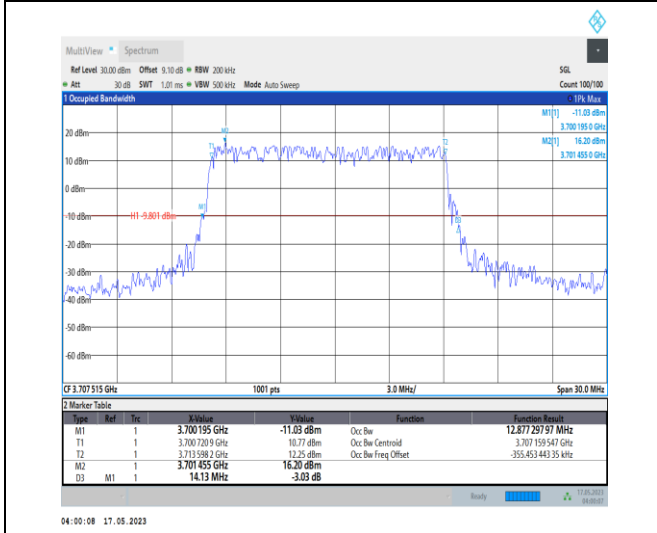 MultiView Spectrum
Ref Level 30.00 dBm Offset 9.10 dB RBW 200 kHz SGL
Att 30 dB SWT 1.01 ms VBW 500 kHz Mode Auto Sweep Count 100/100
1 Occupied Bandwidth 1Pk Max
M1[1] -11.03 dBm
3.700 195 0 GHz
M2[1] 16.20 dBm
3.701 455 0 GHz
20 dBm
M2
T1
T2
10 dBm
0 dBm
M1
-10 dBm
H1 -9.801 dBm
D3
-20 dBm
-30 dBm
-40 dBm
-50 dBm
-60 dBm
CF 3.707 515 GHz 1001 pts 3.0 MHz/ Span 30.0 MHz
2 Marker Table
Type Ref Trc X-Value Y-Value Function Function Result
M1 1 3.700 195 GHz -11.03 dBm Occ Bw 12.877 297 97 MHz
T1 1 3.700 720 9 GHz 10.77 dBm Occ Bw Centroid 3.707 159 547 GHz
T2 1 3.713 598 2 GHz 12.25 dBm Occ Bw Freq Offset -355.453 443 35 kHz
M2 1 3.701 455 GHz 16.20 dBm
D3 M1 1 14.13 MHz -3.03 dB
Ready 17.05.2023
04:00:07
04:00:08 17.05.2023